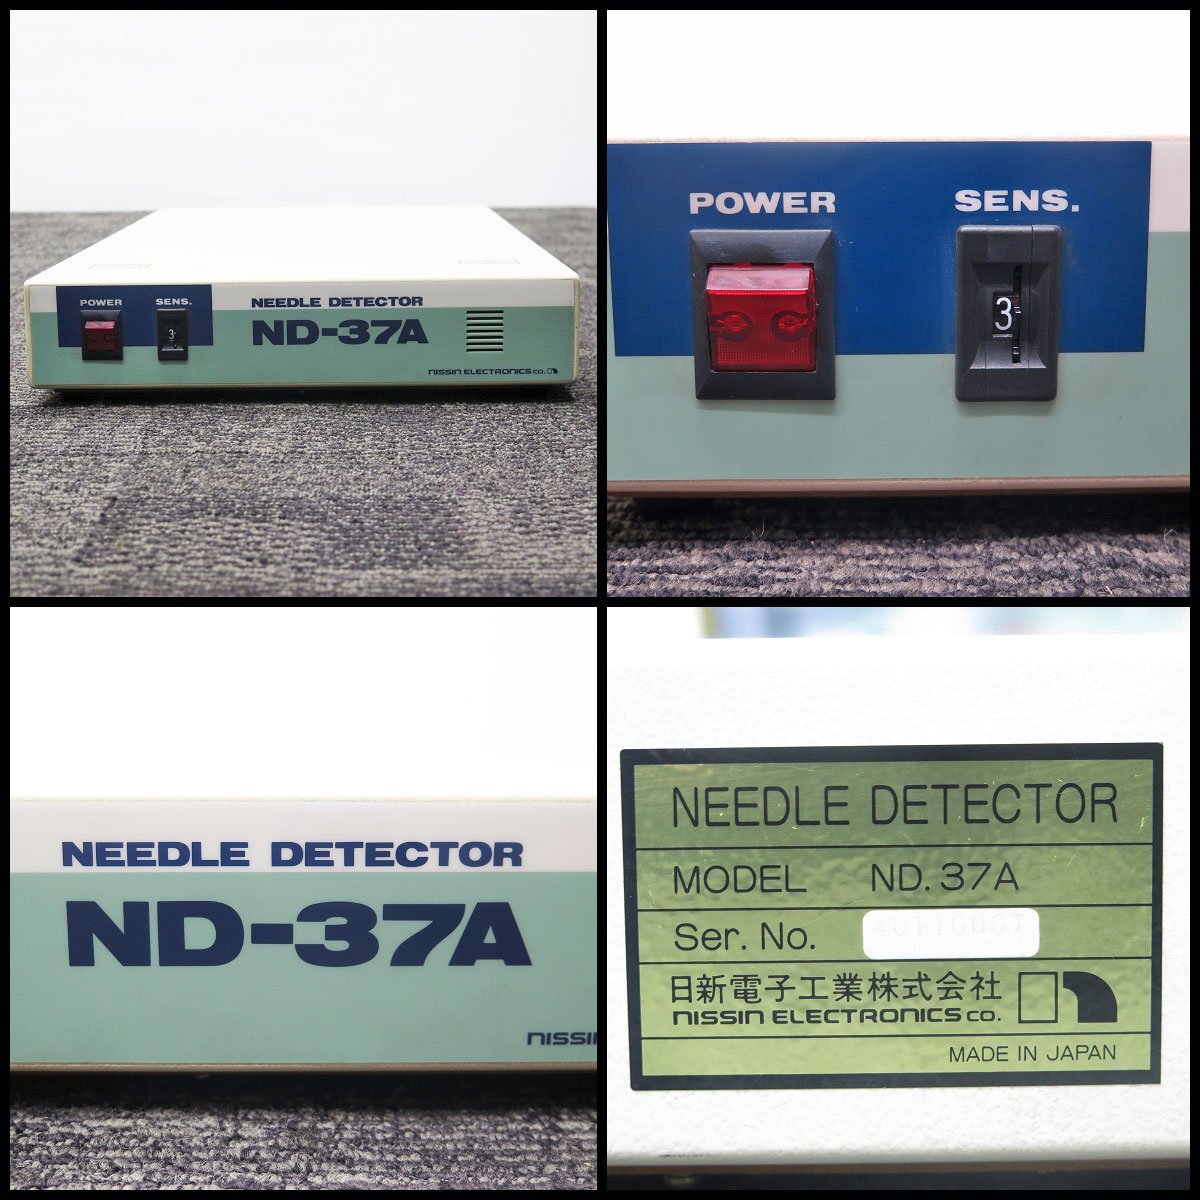 POWER
SENS.
3
NEEDLE DETECTOR
ND-37A
NISSIN ELECTRONICS CO.
POWER
SENS.
3
NEEDLE DETECTOR
ND-37A
NISSI
NEEDLE DETECTOR
MODEL ND.37A
Ser. No.
日新電子工業株式会社
NISSIN ELECTRONICS CO.
MADE IN JAPAN